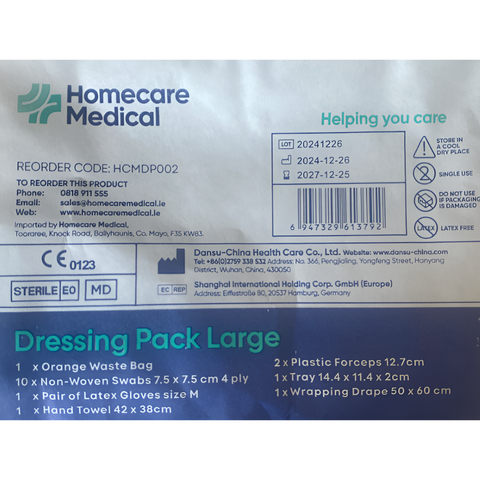 Homecare
Medical
Helping you care
REORDER CODE: HCMDP002
TO REORDER THIS PRODUCT
Phone: 0818 911 555
Email: sales@homecaremedical.ie
Web: www.homecaremedical.ie
Imported by Homecare Medical,
Tooraree, Knock Road, Ballyhaunis, Co. Mayo, F35 KW83.
LOT 20241226
2024-12-26
2027-12-25
6 947329 613792
STORE IN
A COOL
DRY PLACE
SINGLE USE
DO NOT USE
IF PACKAGING
IS DAMAGED
LATEX LATEX FREE
CE 0123
STERILE EO MD
Dansu-China Health Care Co., Ltd. Website: www.dansu-china.com
Tel: +86(0)2759 338 532 Address: No. 366, Pengjialing, Yongfeng Street, Hanyang
District, Wuhan, China, 430050
EC REP
Shanghai International Holding Corp. GmbH (Europe)
Address: Eiffestraße 80, 20537 Hamburg, Germany
Dressing Pack Large
1 x Orange Waste Bag
10 x Non-Woven Swabs 7.5 x 7.5 cm 4 ply
1 x Pair of Latex Gloves size M
1 x Hand Towel 42 x 38cm
2 x Plastic Forceps 12.7cm
1 x Tray 14.4 x 11.4 x 2cm
1 x Wrapping Drape 50 x 60 cm